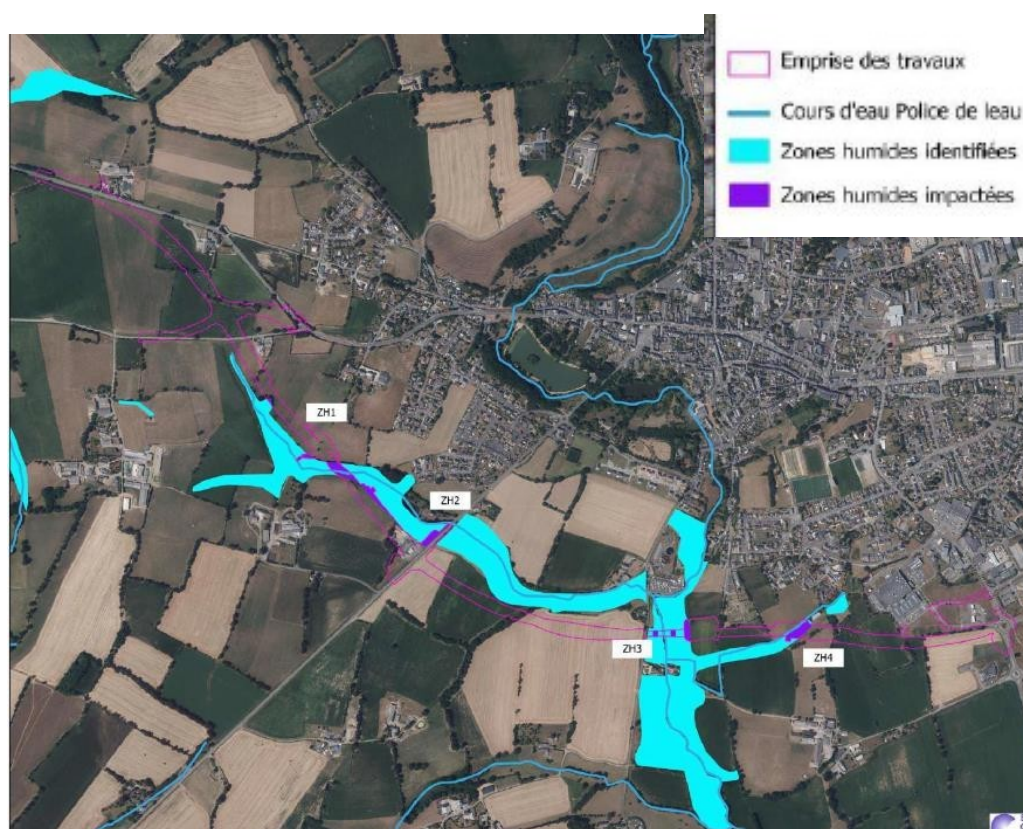 Emprise des travaux
Cours d'eau Police de leau
Zones humides identifiées
Zones humides impactées
ZH1
ZH2
ZH3
ZH4